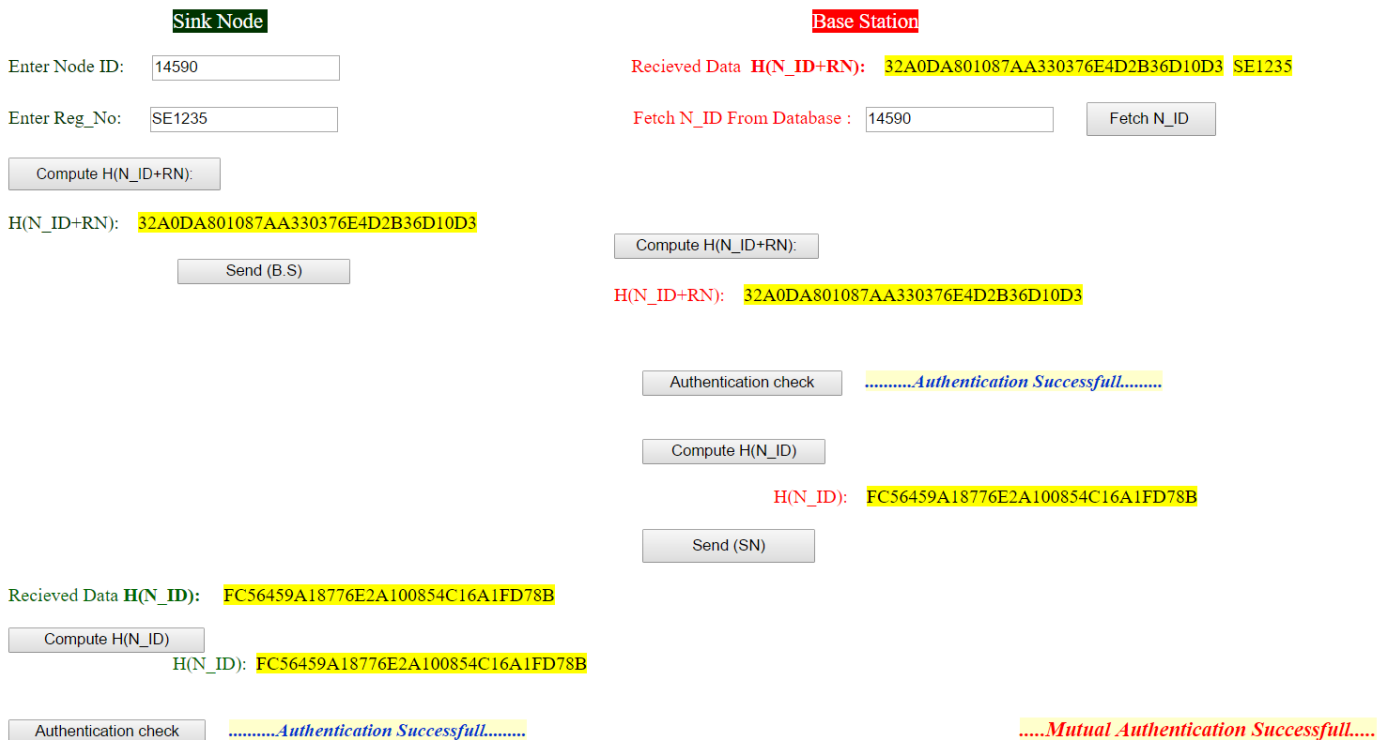 Sink Node Base Station
Enter Node ID: 14590 Recieved Data H(N_ID+RN): 32A0DA801087AA330376E4D2B36D10D3 SE1235
Enter Reg_No: SE1235 Fetch N_ID From Database : 14590 Fetch N_ID
Compute H(N_ID+RN):
H(N_ID+RN): 32A0DA801087AA330376E4D2B36D10D3
Compute H(N_ID+RN):
Send (B.S)
H(N_ID+RN): 32A0DA801087AA330376E4D2B36D10D3
Authentication check ..........Authentication Successfull.........
Compute H(N_ID)
H(N_ID): FC56459A18776E2A100854C16A1FD78B
Send (SN)
Recieved Data H(N_ID): FC56459A18776E2A100854C16A1FD78B
Compute H(N_ID)
H(N_ID): FC56459A18776E2A100854C16A1FD78B
Authentication check ..........Authentication Successfull......... .....Mutual Authentication Successfull.....